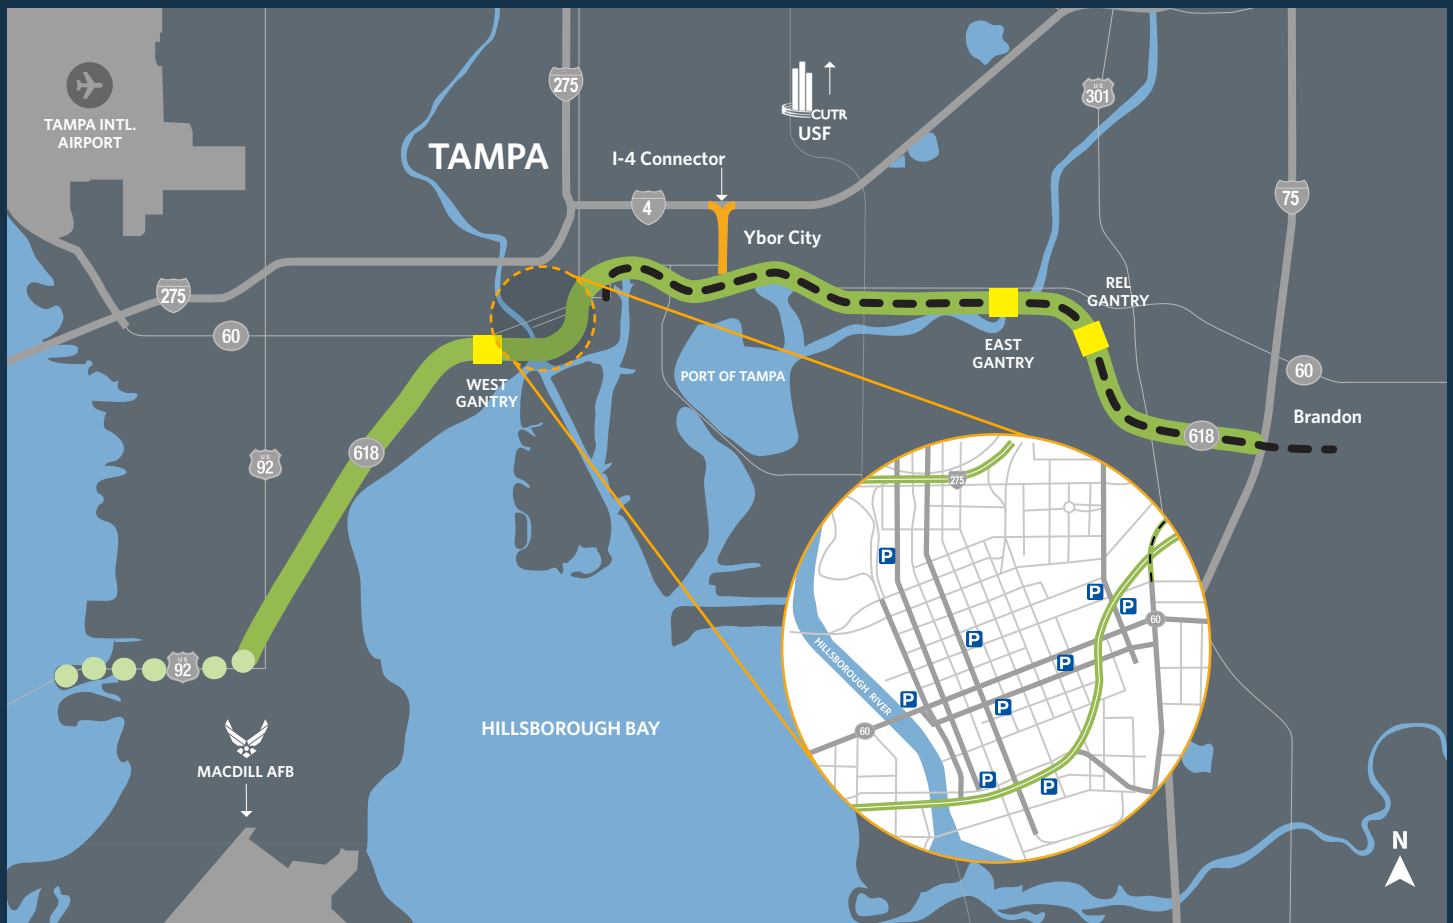 275
U S
301
CUTR
USF
TAMPA INTL.
AIRPORT
TAMPA
I-4 Connector
4
75
Ybor City
275
REL
GANTRY
60
EAST
GANTRY
60
WEST
GANTRY
PORT OF TAMPA
Brandon
618
618
U S
92
275
P
P
P
60
P
P
HILLSBOROUGH RIVER
P
P
60
P
P
U S
92
HILLSBOROUGH BAY
MACDILL AFB
N